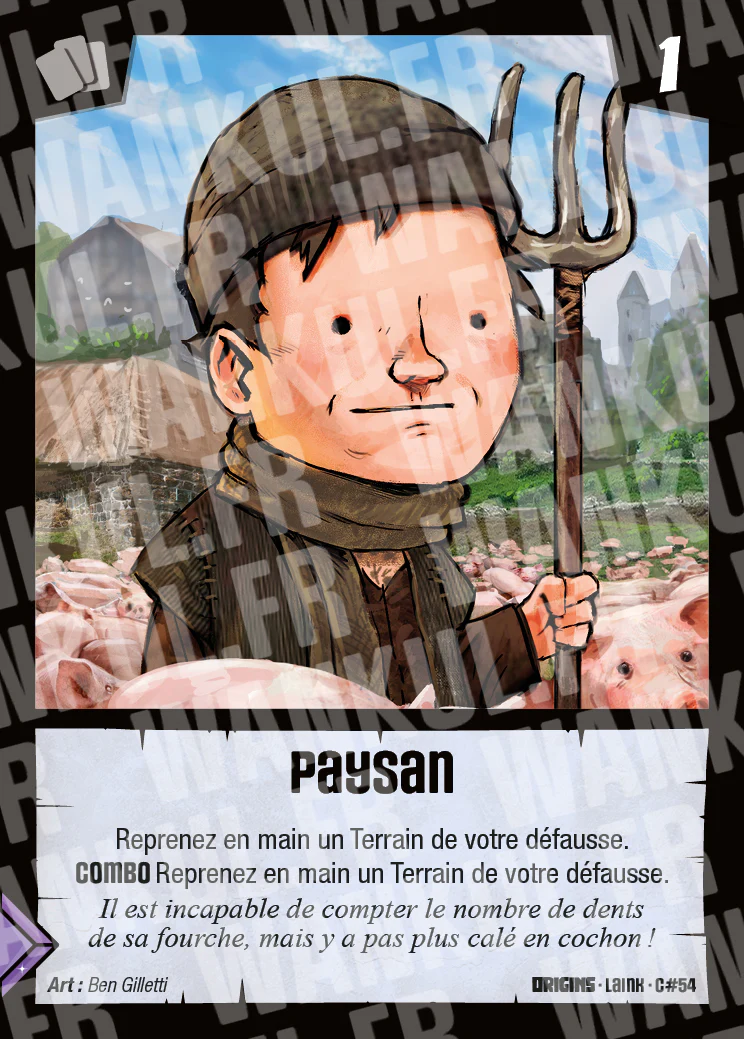 1
Paysan
Reprenez en main un Terrain de votre défausse.
COMBO Reprenez en main un Terrain de votre défausse.
Il est incapable de compter le nombre de dents
de sa fourche, mais y a pas plus calé en cochon !
Art : Ben Gilletti
ORIGINS · LAINK · C#54
WANKUL.FR